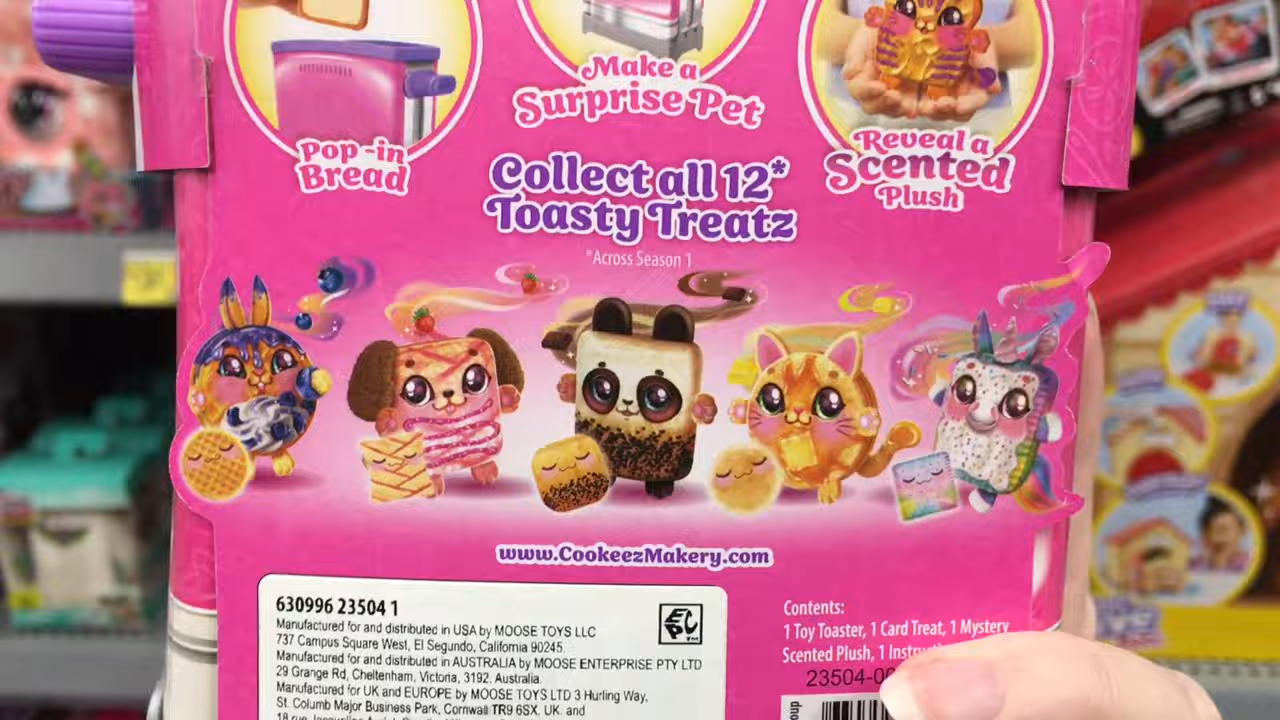 Make a
Surprise Pet
Pop-in
Bread
Reveal a
Scented
Plush
Collect all 12*
Toasty Treatz
*Across Season 1
www.CookeezMakery.com
630996 23504 1
Manufactured for and distributed in USA by MOOSE TOYS LLC
737 Campus Square West, El Segundo, California 90245.
Manufactured for and distributed in AUSTRALIA by MOOSE ENTERPRISE PTY LTD
29 Grange Rd, Cheltenham, Victoria, 3192. Australia.
Manufactured for UK and EUROPE by MOOSE TOYS LTD 3 Hurling Way,
St. Columb Major Business Park, Cornwall TR9 6SX, UK. and
EPC
Contents:
1 Toy Toaster, 1 Card Treat, 1 Mystery
Scented Plush, 1
23504-00